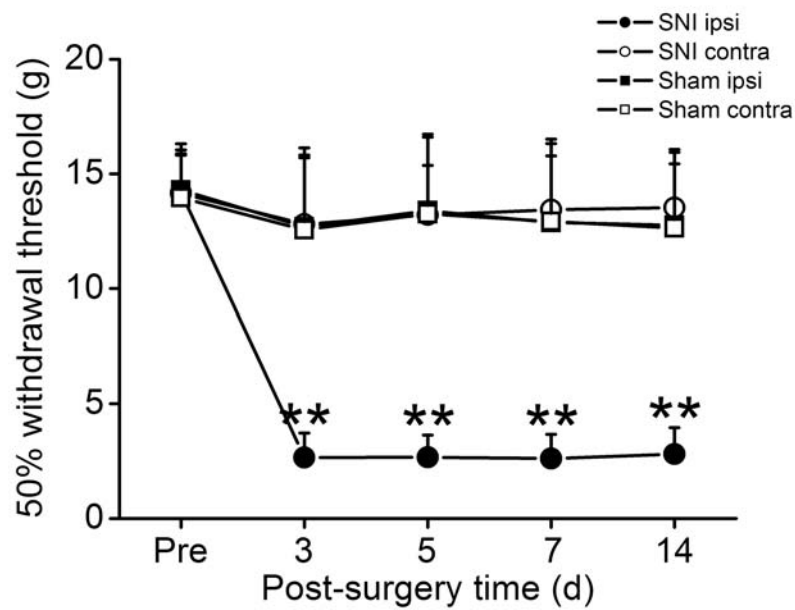 SNI ipsi
SNI contra
Sham ipsi
Sham contra
50% withdrawal threshold (g)
20
15
10
5
0
** ** ** **
Pre 3 5 7 14
Post-surgery time (d)